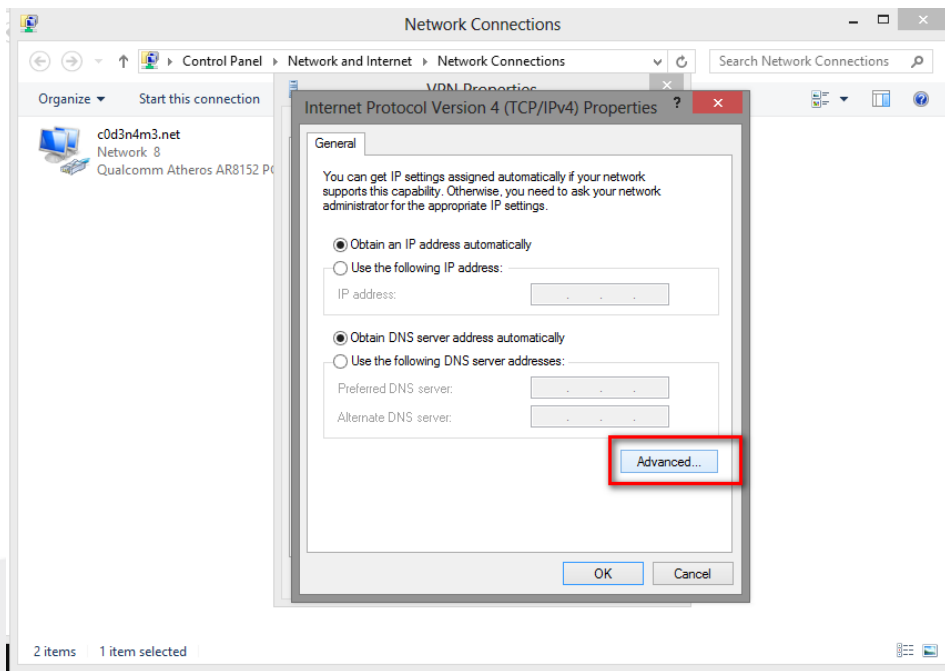 Network Connections
Control Panel Network and Internet Network Connections
Search Network Connections
Organize Start this connection
VPN Properties
c0d3n4m3.net
Network 8
Qualcomm Atheros AR8152 PC
Internet Protocol Version 4 (TCP/IPv4) Properties ?
General
You can get IP settings assigned automatically if your network
supports this capability. Otherwise, you need to ask your network
administrator for the appropriate IP settings.
Obtain an IP address automatically
Use the following IP address:
IP address:
Obtain DNS server address automatically
Use the following DNS server addresses:
Preferred DNS server:
Alternate DNS server:
Advanced...
OK Cancel
2 items 1 item selected